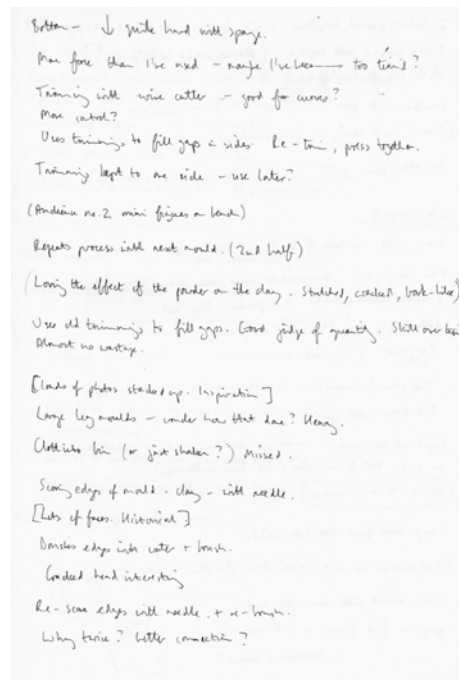 Bottom - ↓ quite hard with sponge.
More force than I've used - maybe I've been too timid?
Trimming with wire cutter - good for curves?
More control?
Uses trimmings to fill gaps + sides. Re-trim, press together.
Trimmings kept to one side - use later?
(Audience no. 2 mini figures on bench)
Repeats process with next mould. (2nd half)
(Loving the effect of the powder on the clay. Stretched, cracked, bark-like)
Uses old trimmings to fill gaps. Good judge of quantity. Skill over
Almost no wastage.
[Loads of photos stacked up. Inspiration]
Large leg moulds - wonder how that done? Heavy.
Cloth into bin (or just shaken?) Missed.
Scoring edges of mould - clay - with needle.
[Lots of faces. Historical]
Douses edges with water + brush.
Cracked head interesting
Re-score edges with needle. + re-brush.
Why twice? better connection?